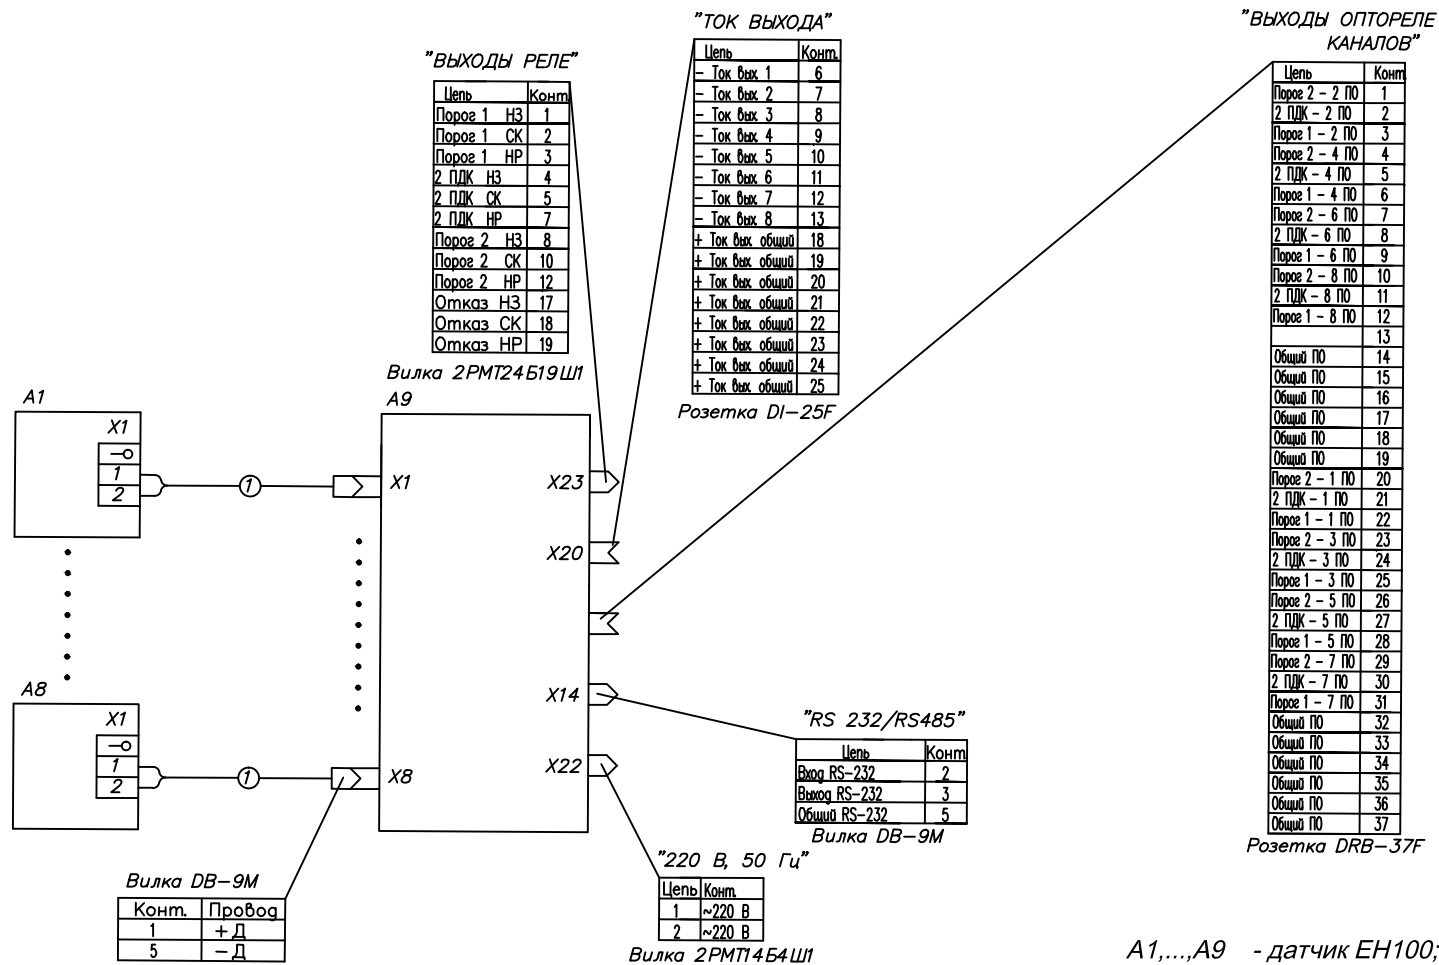 "ВЫХОДЫ РЕЛЕ"
Цепь Конт.
Порог 1 НЗ 1
Порог 1 СК 2
Порог 1 НР 3
2 ПДК НЗ 4
2 ПДК СК 5
2 ПДК НР 7
Порог 2 НЗ 8
Порог 2 СК 10
Порог 2 НР 12
Отказ НЗ 17
Отказ СК 18
Отказ НР 19
Вилка 2РМТ24Б19Ш1
"ТОК ВЫХОДА"
Цепь Конт.
– Ток вых. 1 6
– Ток вых. 2 7
– Ток вых. 3 8
– Ток вых. 4 9
– Ток вых. 5 10
– Ток вых. 6 11
– Ток вых. 7 12
– Ток вых. 8 13
+ Ток вых. общий 18
+ Ток вых. общий 19
+ Ток вых. общий 20
+ Ток вых. общий 21
+ Ток вых. общий 22
+ Ток вых. общий 23
+ Ток вых. общий 24
+ Ток вых. общий 25
Розетка DI–25F
"ВЫХОДЫ ОПТОРЕЛЕ
КАНАЛОВ"
Цепь Конт.
Порог 2 – 2 ПО 1
2 ПДК – 2 ПО 2
Порог 1 – 2 ПО 3
Порог 2 – 4 ПО 4
2 ПДК – 4 ПО 5
Порог 1 – 4 ПО 6
Порог 2 – 6 ПО 7
2 ПДК – 6 ПО 8
Порог 1 – 6 ПО 9
Порог 2 – 8 ПО 10
2 ПДК – 8 ПО 11
Порог 1 – 8 ПО 12
13
Общий ПО 14
Общий ПО 15
Общий ПО 16
Общий ПО 17
Общий ПО 18
Общий ПО 19
Порог 2 – 1 ПО 20
2 ПДК – 1 ПО 21
Порог 1 – 1 ПО 22
Порог 2 – 3 ПО 23
2 ПДК – 3 ПО 24
Порог 1 – 3 ПО 25
Порог 2 – 5 ПО 26
2 ПДК – 5 ПО 27
Порог 1 – 5 ПО 28
Порог 2 – 7 ПО 29
2 ПДК – 7 ПО 30
Порог 1 – 7 ПО 31
Общий ПО 32
Общий ПО 33
Общий ПО 34
Общий ПО 35
Общий ПО 36
Общий ПО 37
Розетка DRB–37F
А1
X1
1
2
1
А9
X1
X23
X20
X14
X22
X8
А8
X1
1
2
1
Вилка DB–9M
Конт. Провод
1 +Д
5 –Д
"RS 232/RS485"
Цепь Конт.
Вход RS–232 2
Выход RS–232 3
Общий RS–232 5
Вилка DB–9M
"220 В, 50 Гц"
Цепь Конт.
1 ~220 В
2 ~220 В
Вилка 2РМТ14Б4Ш1
А1,...,А9 - датчик ЕН100;